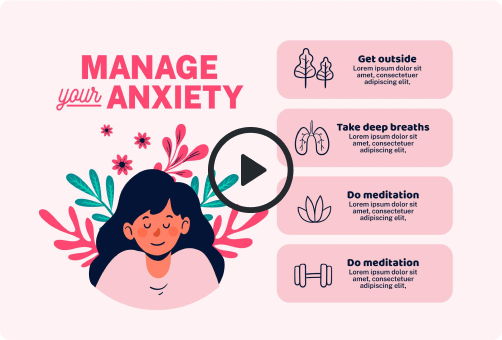 MANAGE
your ANXIETY
Get outside
Lorem ipsum dolor sit
amet, consectetuer
adipiscing elit,
Take deep breaths
Lorem ipsum dolor sit
amet, consectetuer
adipiscing elit,
Do meditation
Lorem ipsum dolor sit
amet, consectetuer
adipiscing elit,
Do meditation
Lorem ipsum dolor sit
amet, consectetuer
adipiscing elit,